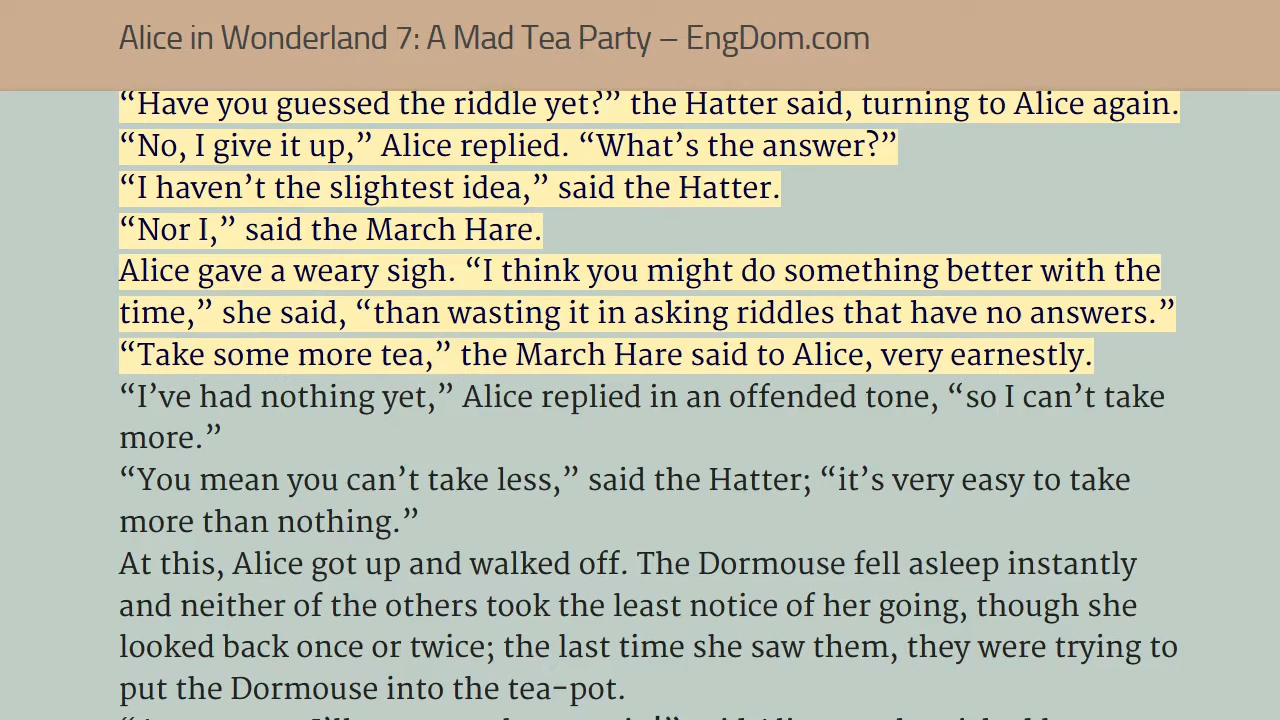 Alice in Wonderland 7: A Mad Tea Party – EngDom.com
“Have you guessed the riddle yet?” the Hatter said, turning to Alice again.
“No, I give it up,” Alice replied. “What’s the answer?”
“I haven’t the slightest idea,” said the Hatter.
“Nor I,” said the March Hare.
Alice gave a weary sigh. “I think you might do something better with the
time,” she said, “than wasting it in asking riddles that have no answers.”
“Take some more tea,” the March Hare said to Alice, very earnestly.
“I’ve had nothing yet,” Alice replied in an offended tone, “so I can’t take
more.”
“You mean you can’t take less,” said the Hatter; “it’s very easy to take
more than nothing.”
At this, Alice got up and walked off. The Dormouse fell asleep instantly
and neither of the others took the least notice of her going, though she
looked back once or twice; the last time she saw them, they were trying to
put the Dormouse into the tea-pot.